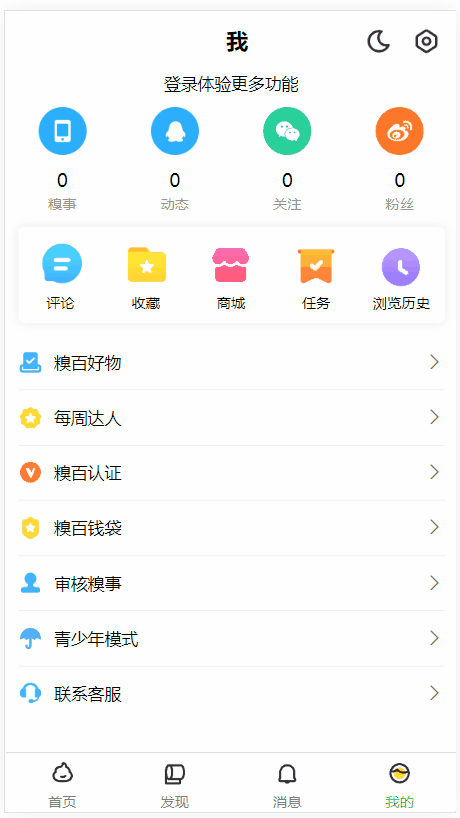 我
登录体验更多功能
0 0 0 0
糗事 动态 关注 粉丝
评论 收藏 商城 任务 浏览历史
糗百好物
每周达人
糗百认证
糗百钱袋
审核糗事
青少年模式
联系客服
首页 发现 消息 我的